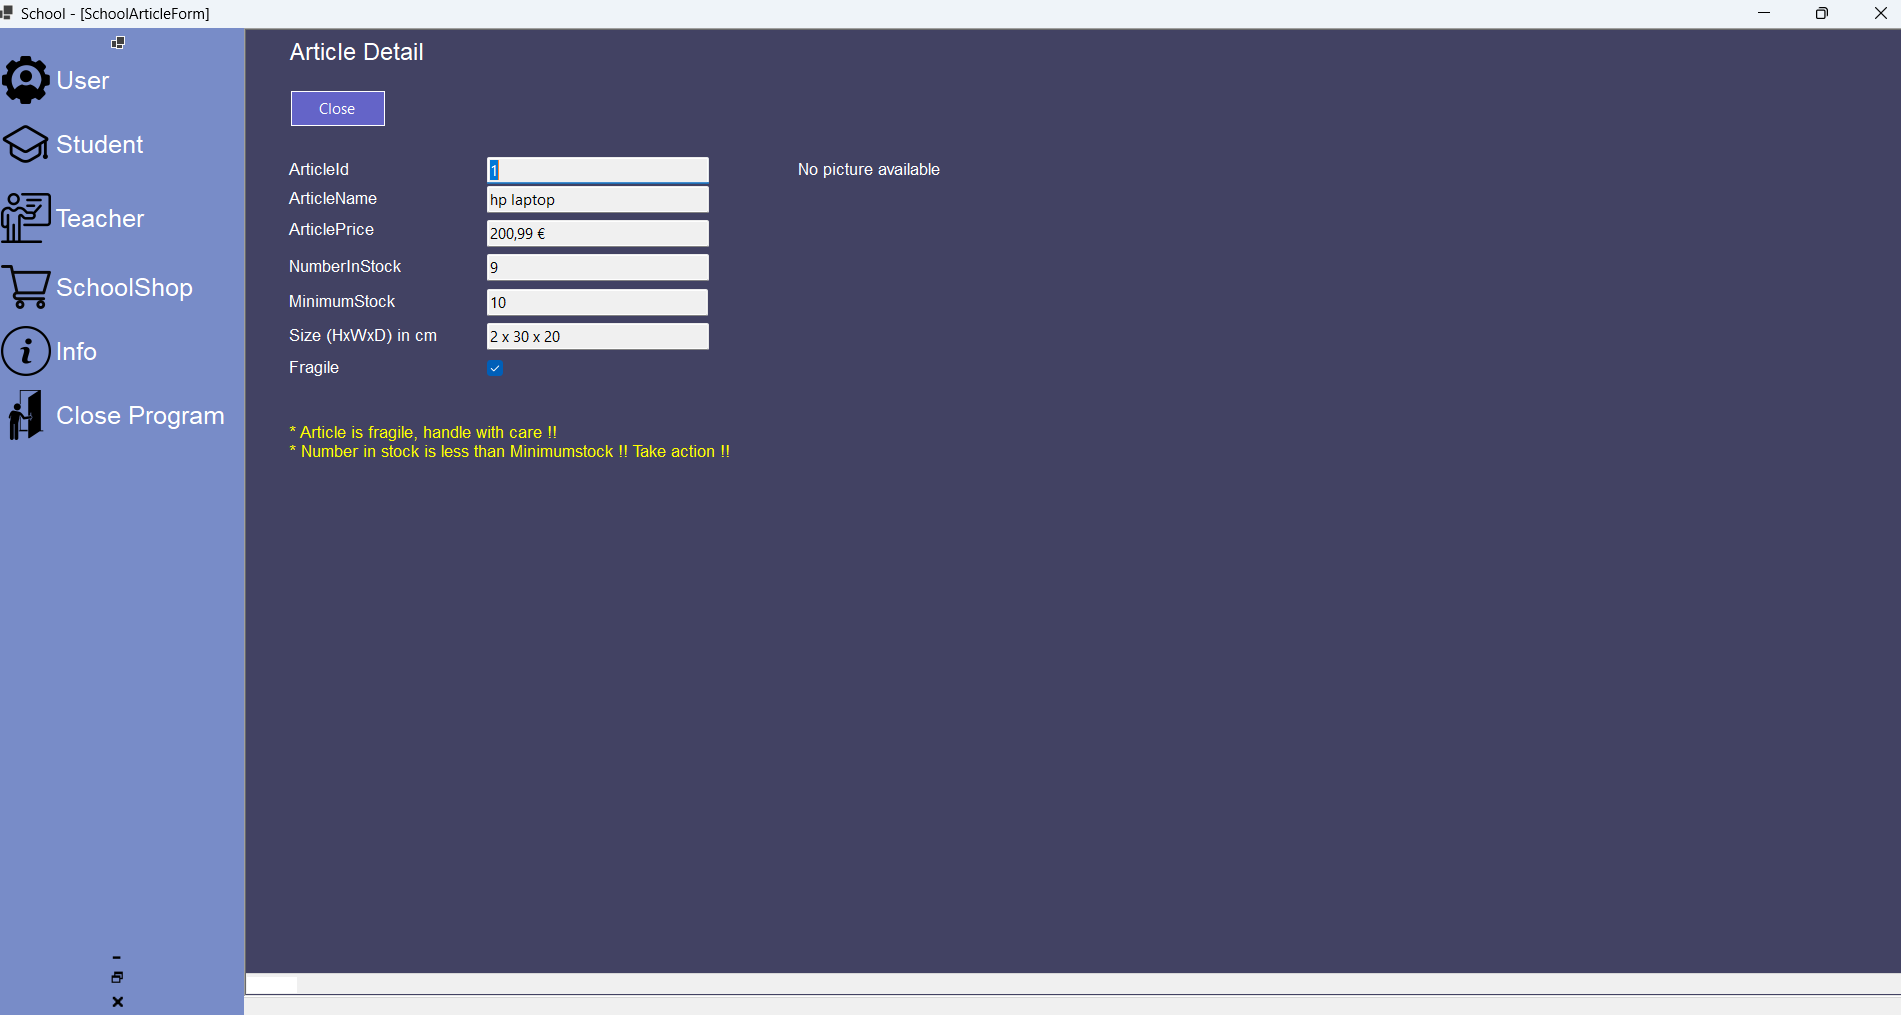 School - [SchoolArticleForm]
User
Student
Teacher
SchoolShop
Info
Close Program
Article Detail
Close
ArticleId 1
No picture available
ArticleName hp laptop
ArticlePrice 200,99 €
NumberInStock 9
MinimumStock 10
Size (HxWxD) in cm 2 x 30 x 20
Fragile
* Article is fragile, handle with care !!
* Number in stock is less than Minimumstock !! Take action !!